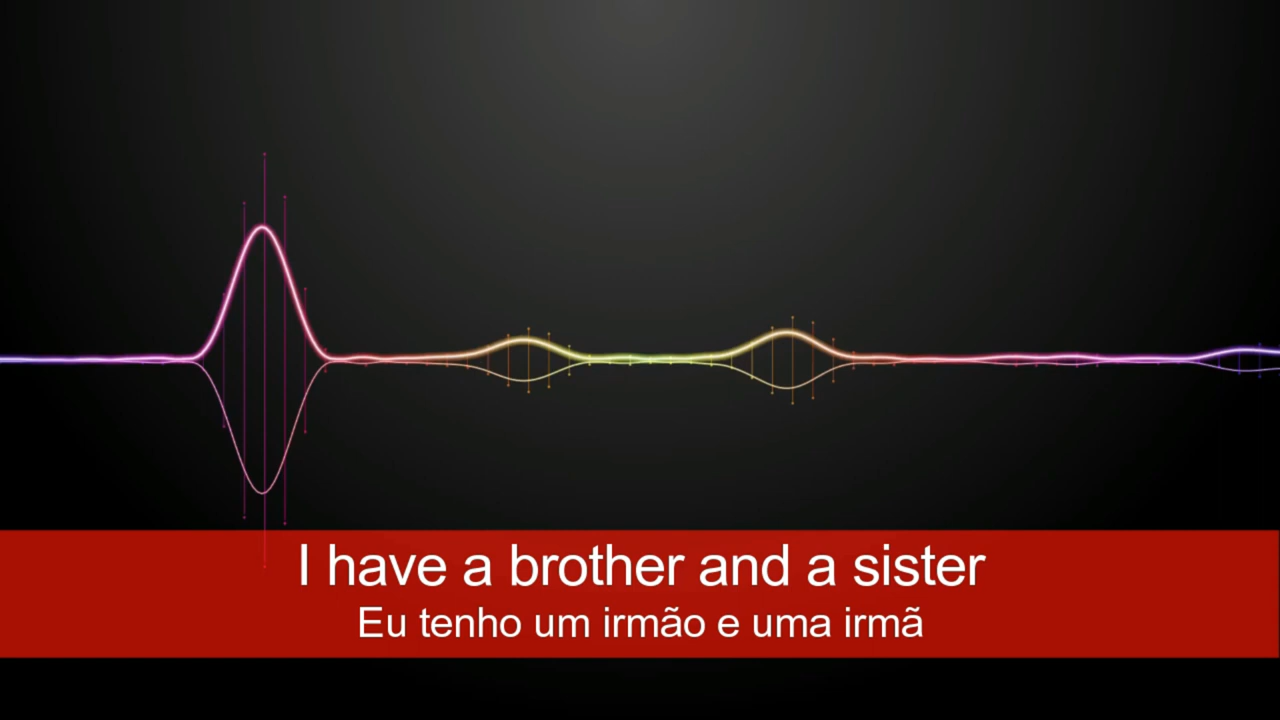 I have a brother and a sister
Eu tenho um irmão e uma irmã